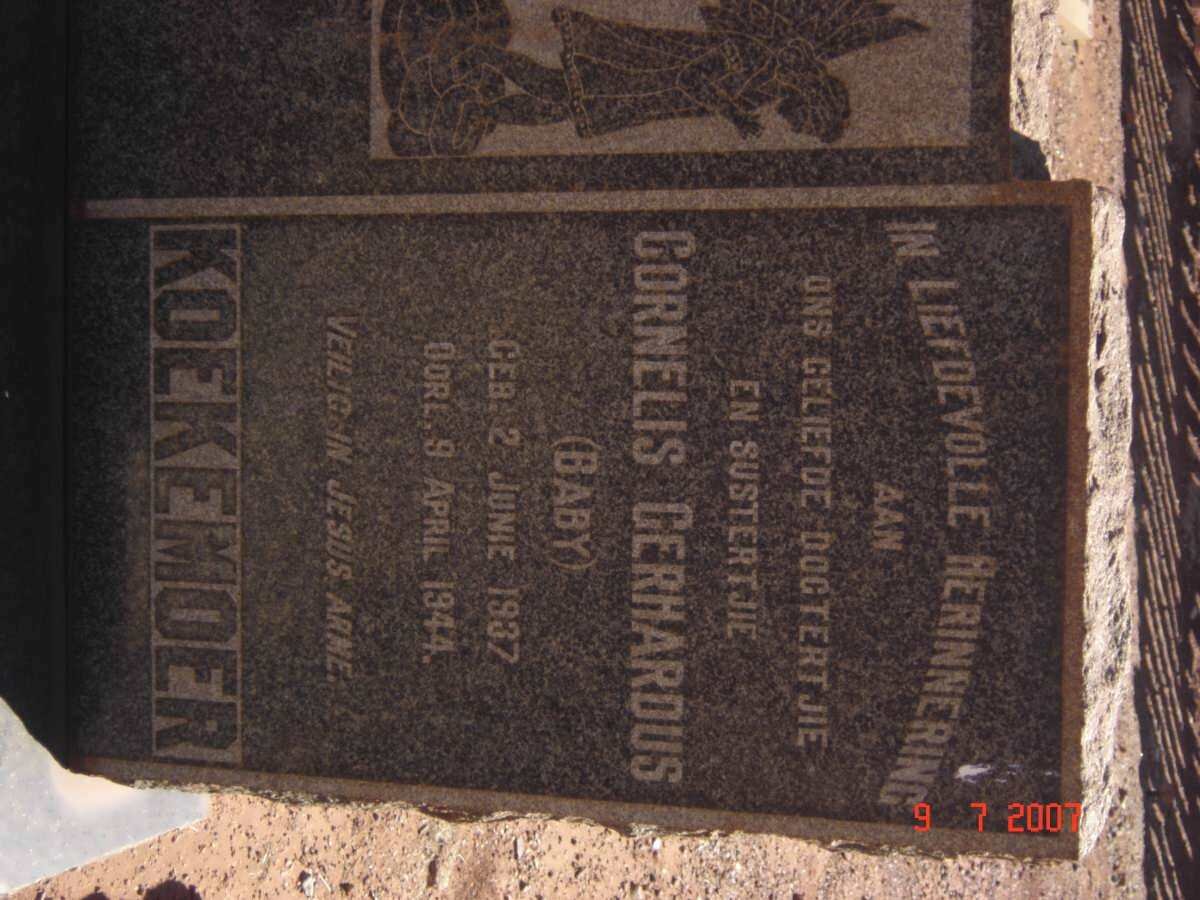 IN LIEFDEVOLLE HERINNERING
AAN
ONS GELIEFDE DOGTERTJIE
EN SUSTERTJIE
CORNELIS GERHARDUS
(BABY)
GEB. 2 JUNIE 1937
OORL. 9 APRIL 1944.
VEILIG IN JESUS ARME.
KOEKEMOER
9 7 2007